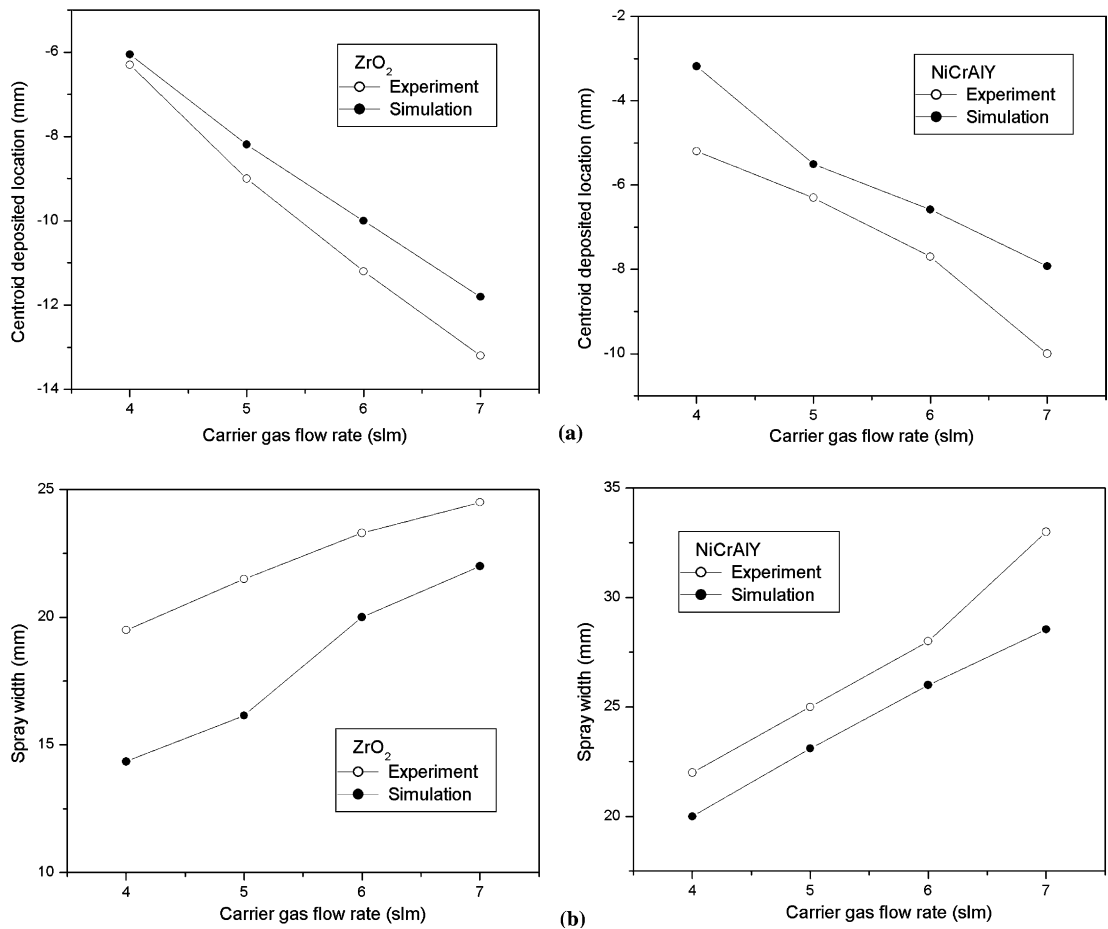 -6
-8
-10
-12
-14
4
5
6
7
Centroid deposited location (mm)
Carrier gas flow rate (slm)
ZrO2
Experiment
Simulation
-2
-4
-6
-8
-10
4
5
6
7
Centroid deposited location (mm)
Carrier gas flow rate (slm)
NiCrAlY
Experiment
Simulation
(a)
25
20
15
10
4
5
6
7
Spray width (mm)
Carrier gas flow rate (slm)
ZrO2
Experiment
Simulation
35
30
25
20
4
5
6
7
Spray width (mm)
Carrier gas flow rate (slm)
NiCrAlY
Experiment
Simulation
(b)